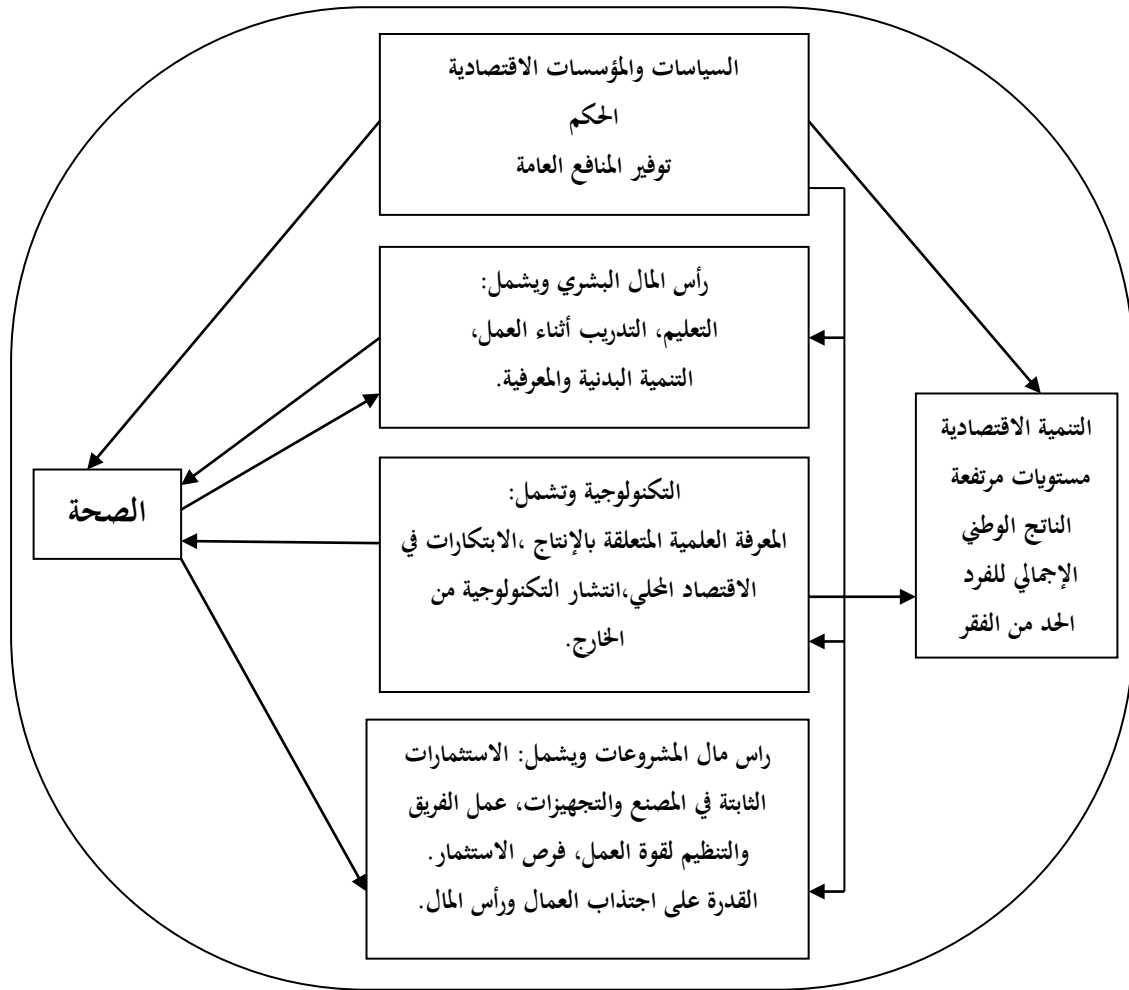 السياسات والمؤسسات الاقتصادية
الحكم
توفير المنافع العامة
رأس المال البشري ويشمل:
التعليم، التدريب أثناء العمل،
التنمية البدنية والمعرفية.
التنمية الاقتصادية
مستويات مرتفعة
الناتج الوطني
الإجمالي للفرد
الحد من الفقر
التكنولوجية وتشمل:
المعرفة العلمية المتعلقة بالإنتاج ،الابتكارات في
الاقتصاد المحلي،انتشار التكنولوجية من
الخارج.
الصحة
راس مال المشروعات ويشمل: الاستثمارات
الثابتة في المصنع والتجهيزات، عمل الفريق
والتنظيم لقوة العمل، فرص الاستثمار.
القدرة على اجتذاب العمال ورأس المال.